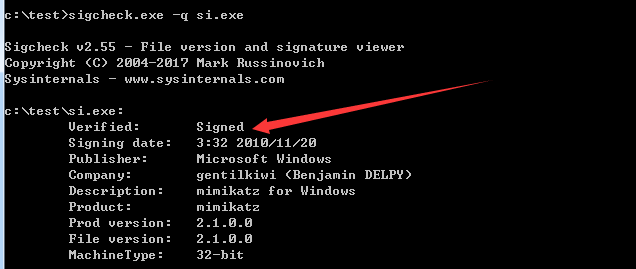 c:\test>sigcheck.exe -q si.exe
Sigcheck v2.55 - File version and signature viewer
Copyright (C) 2004-2017 Mark Russinovich
Sysinternals - www.sysinternals.com
c:\test\si.exe:
Verified: Signed
Signing date: 3:32 2010/11/20
Publisher: Microsoft Windows
Company: gentilkiwi (Benjamin DELPY)
Description: mimikatz for Windows
Product: mimikatz
Prod version: 2.1.0.0
File version: 2.1.0.0
MachineType: 32-bit